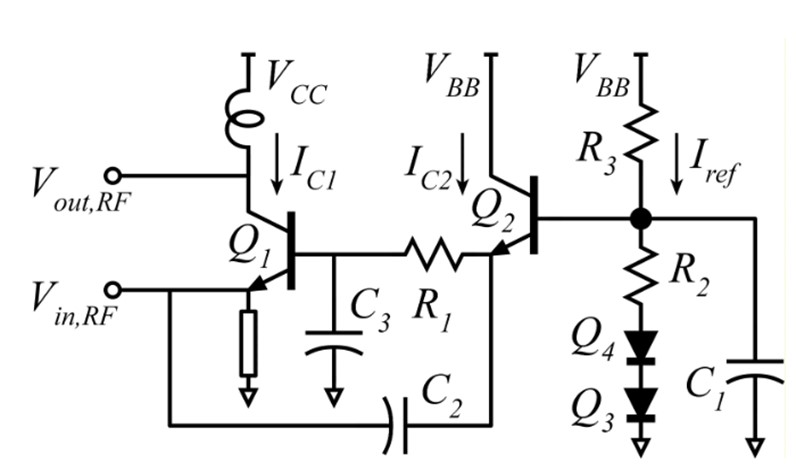 V_CC
V_BB
V_BB
V_out,RF
I_C1
I_C2
R_3
I_ref
Q_1
Q_2
V_in,RF
C_3
R_1
R_2
Q_4
C_2
Q_3
C_1